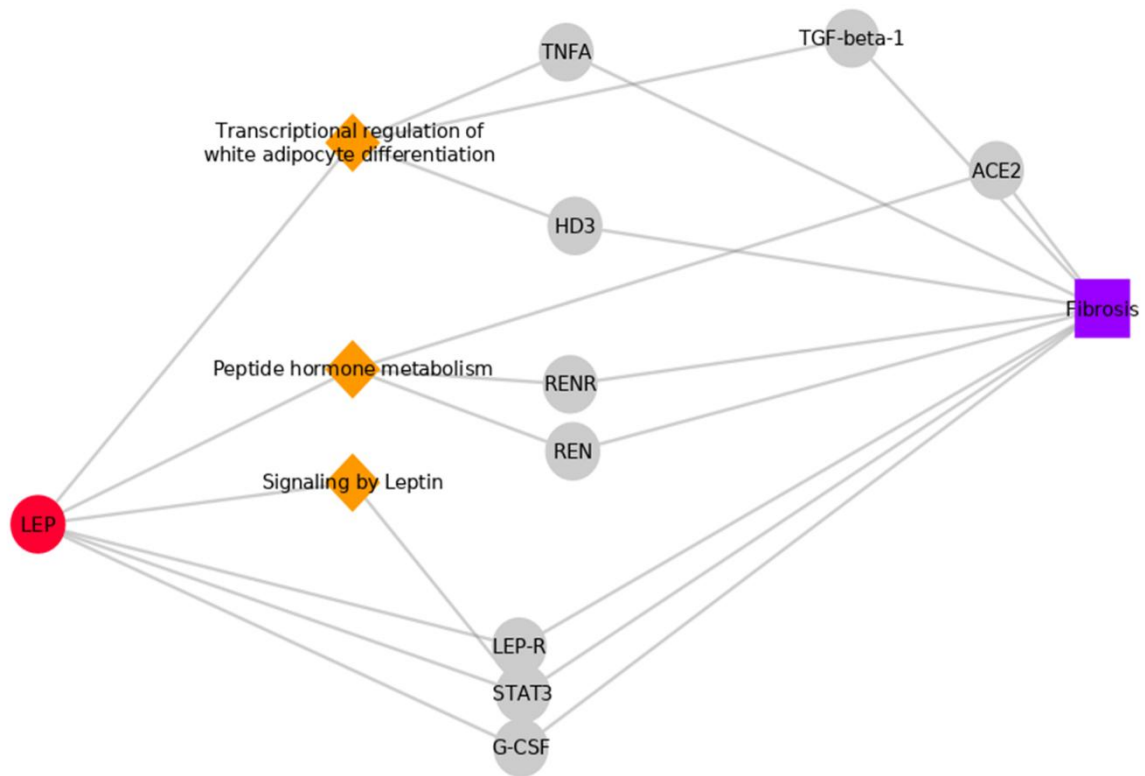 TGF-beta-1
TNFA
Transcriptional regulation of
white adipocyte differentiation
ACE2
HD3
Fibrosis
Peptide hormone metabolism
RENR
REN
Signaling by Leptin
LEP
LEP-R
STAT3
G-CSF